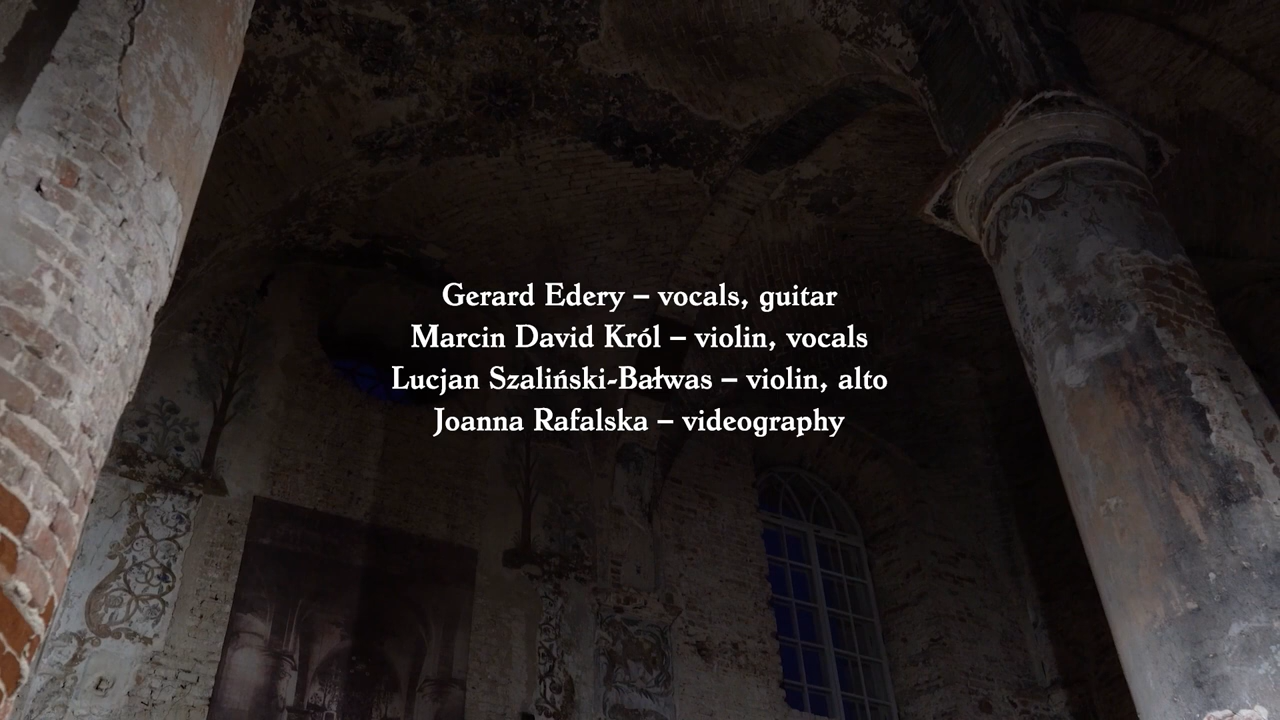 Gerard Edery – vocals, guitar
Marcin David Król – violin, vocals
Lucjan Szaliński-Bałwas – violin, alto
Joanna Rafalska – videography